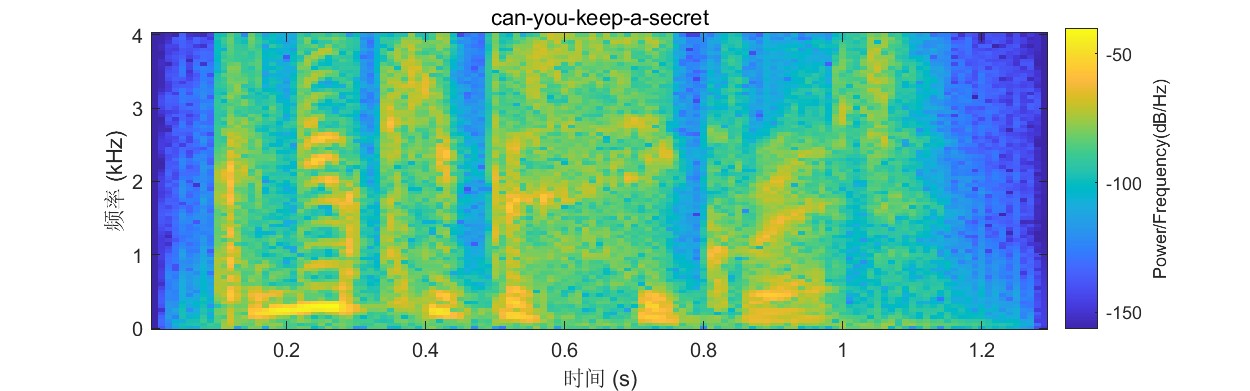 can-you-keep-a-secret
4
3
2
1
0
频率 (kHz)
0.2 0.4 0.6 0.8 1 1.2
时间 (s)
-50
-100
-150
Power/Frequency(dB/Hz)